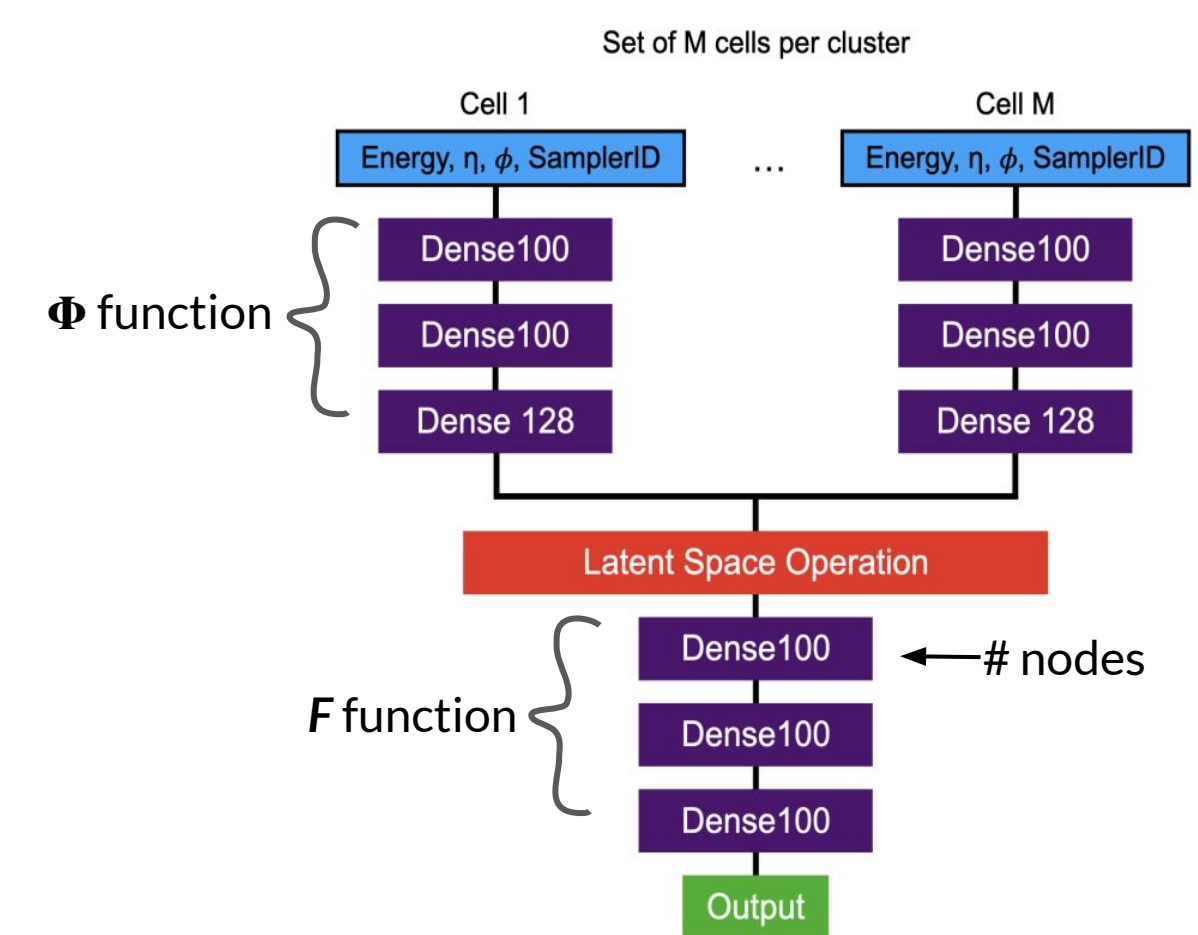 Set of M cells per cluster
Cell 1
Cell M
Energy, η, ϕ, SamplerID
...
Energy, η, ϕ, SamplerID
Dense100
Dense100
Φ function
Dense100
Dense100
Dense 128
Dense 128
Latent Space Operation
Dense100
# nodes
F function
Dense100
Dense100
Output